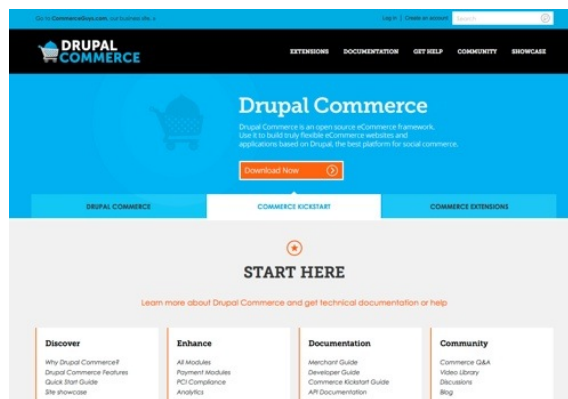 Go to CommerceGuys.com, our business site. »
Log in | Create an account
Search
DRUPAL
COMMERCE
EXTENSIONS DOCUMENTATION GET HELP COMMUNITY SHOWCASE
Drupal Commerce
Drupal Commerce is an open source eCommerce framework.
Use it to build truly flexible eCommerce websites and
applications based on Drupal, the best platform for social commerce.
Download Now
DRUPAL COMMERCE COMMERCE KICKSTART COMMERCE EXTENSIONS
START HERE
Learn more about Drupal Commerce and get technical documentation or help
Discover
Why Drupal Commerce?
Drupal Commerce Features
Quick Start Guide
Site showcase
Enhance
All Modules
Payment Modules
PCI Compliance
Analytics
Documentation
Merchant Guide
Developer Guide
Commerce Kickstart Guide
API Documentation
Community
Commerce Q&A
Video Library
Discussions
Blog